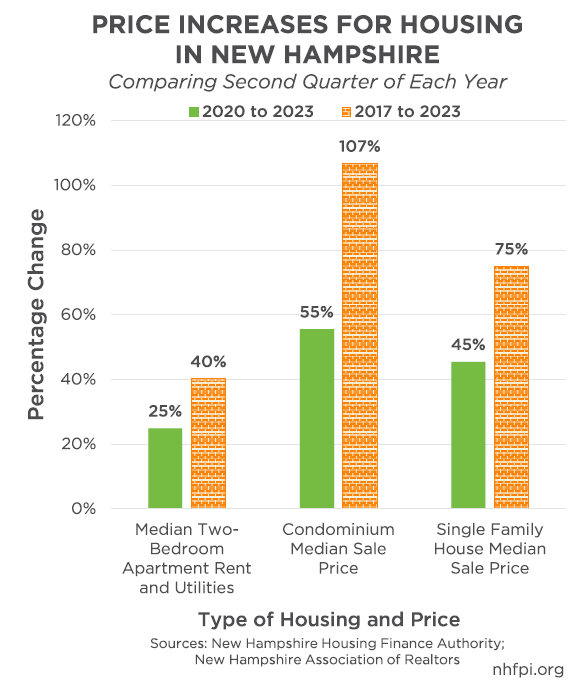 PRICE INCREASES FOR HOUSING
IN NEW HAMPSHIRE
Comparing Second Quarter of Each Year
2020 to 2023 2017 to 2023
Percentage Change
120%
100%
80%
60%
40%
20%
0%
25%
40%
55%
107%
45%
75%
Median Two-
Bedroom
Apartment Rent
and Utilities
Condominium
Median Sale
Price
Single Family
House Median
Sale Price
Type of Housing and Price
Sources: New Hampshire Housing Finance Authority;
New Hampshire Association of Realtors
nhfpi.org